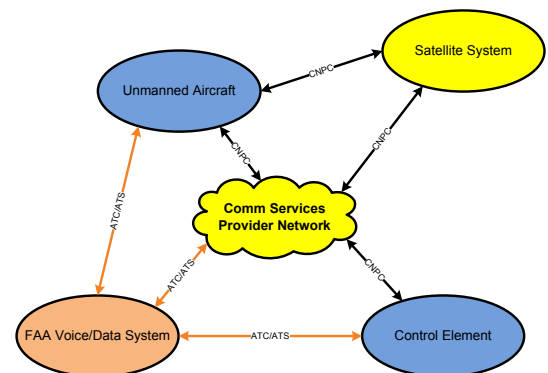 Satellite System
CNPC
Unmanned Aircraft
CNPC
CNPC
Comm Services
Provider Network
ATC/ATS
ATC/ATS
CNPC
FAA Voice/Data System
ATC/ATS
Control Element